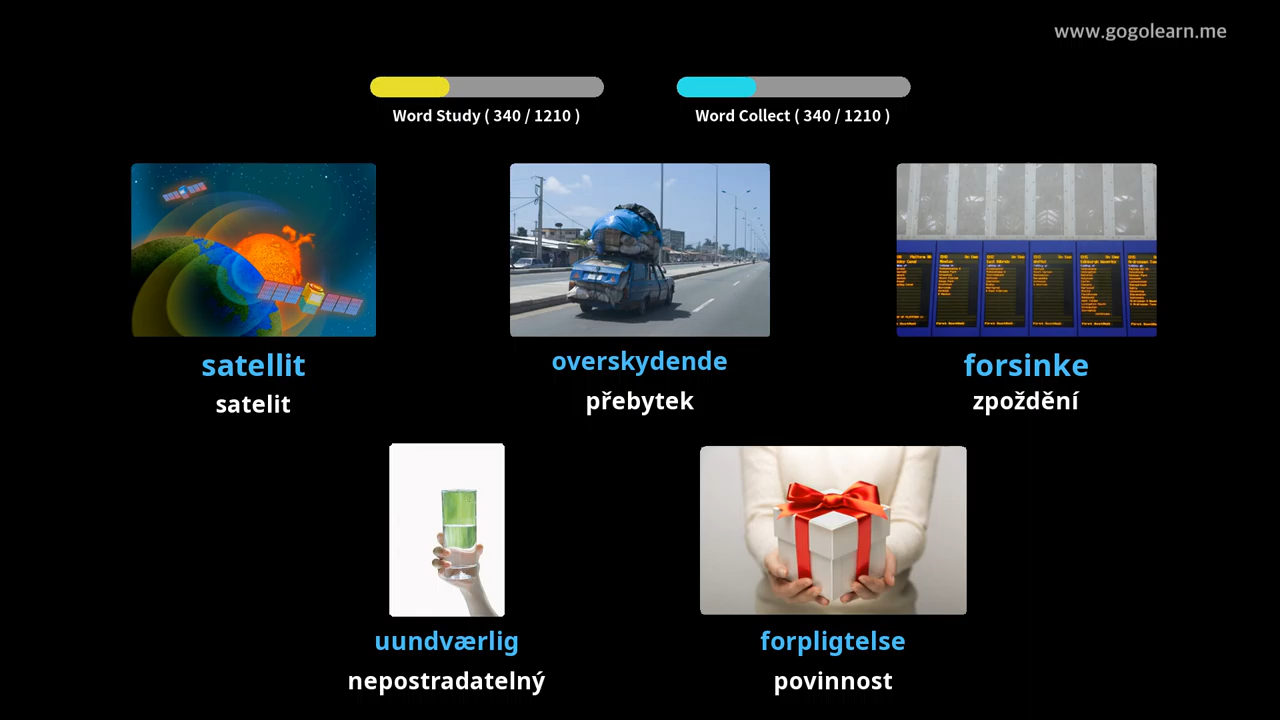 www.gogolearn.me
Word Study ( 340 / 1210 )
Word Collect ( 340 / 1210 )
satellit
satelit
overskydende
přebytek
forsinke
zpoždění
uundværlig
nepostradatelný
forpligtelse
povinnost